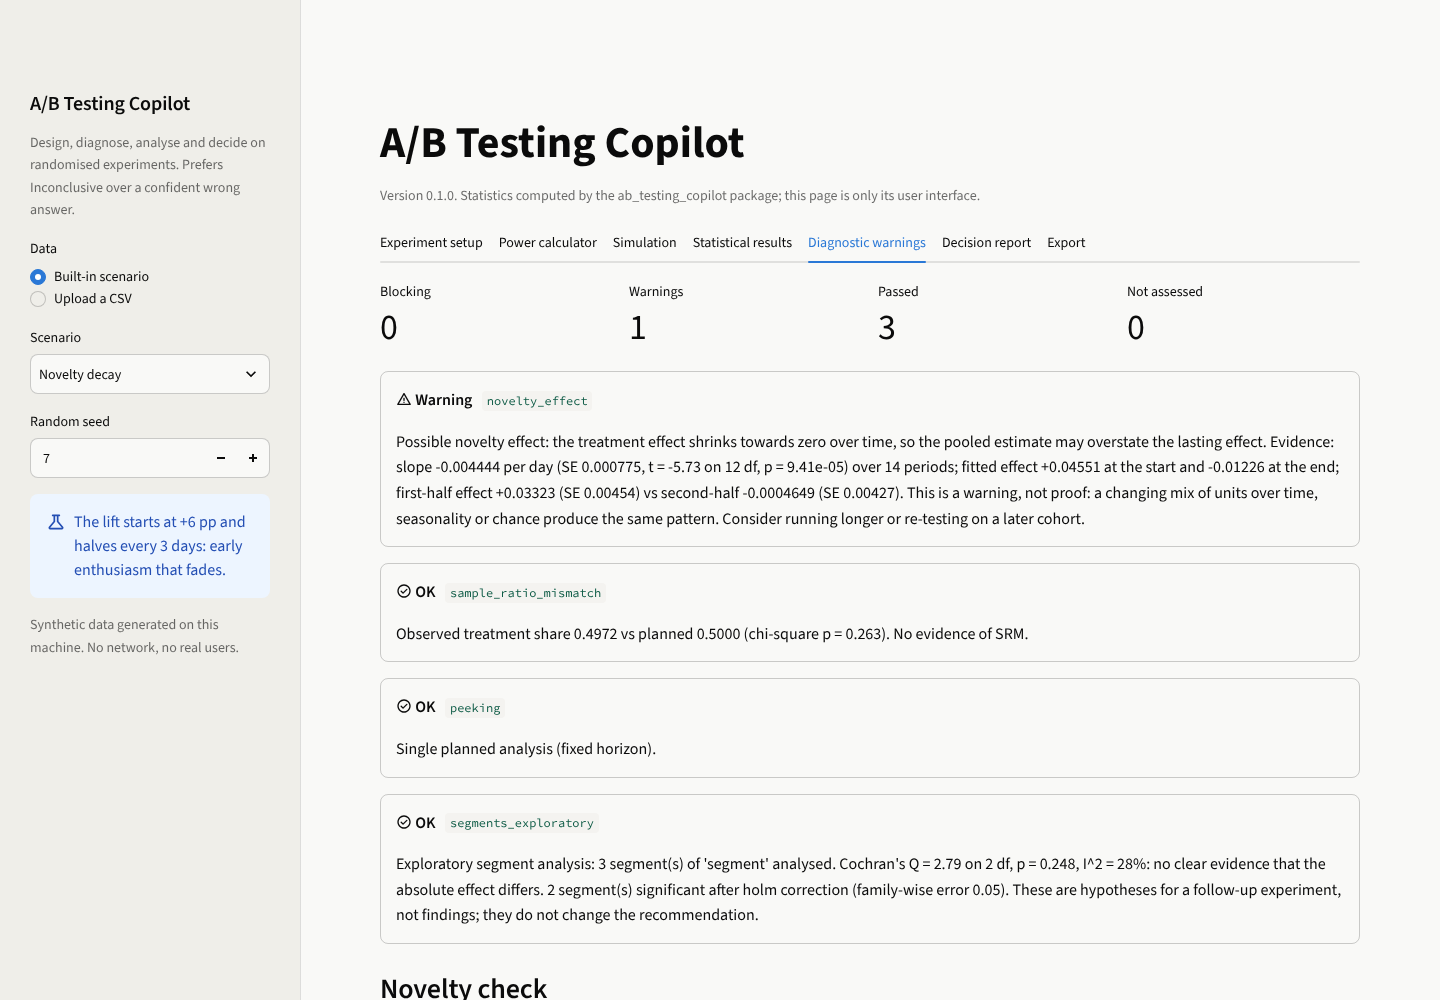 A/B Testing Copilot
Design, diagnose, analyse and decide on
randomised experiments. Prefers
Inconclusive over a confident wrong
answer.
Data
Built-in scenario
Upload a CSV
Scenario
Novelty decay
Random seed
7
The lift starts at +6 pp and
halves every 3 days: early
enthusiasm that fades.
Synthetic data generated on this
machine. No network, no real users.
A/B Testing Copilot
Version 0.1.0. Statistics computed by the ab_testing_copilot package; this page is only its user interface.
Experiment setup Power calculator Simulation Statistical results Diagnostic warnings Decision report Export
Blocking Warnings Passed Not assessed
0 1 3 0
Warning novelty_effect
Possible novelty effect: the treatment effect shrinks towards zero over time, so the pooled estimate may overstate the lasting effect. Evidence:
slope -0.004444 per day (SE 0.000775, t = -5.73 on 12 df, p = 9.41e-05) over 14 periods; fitted effect +0.04551 at the start and -0.01226 at the end;
first-half effect +0.03323 (SE 0.00454) vs second-half -0.0004649 (SE 0.00427). This is a warning, not proof: a changing mix of units over time,
seasonality or chance produce the same pattern. Consider running longer or re-testing on a later cohort.
OK sample_ratio_mismatch
Observed treatment share 0.4972 vs planned 0.5000 (chi-square p = 0.263). No evidence of SRM.
OK peeking
Single planned analysis (fixed horizon).
OK segments_exploratory
Exploratory segment analysis: 3 segment(s) of 'segment' analysed. Cochran's Q = 2.79 on 2 df, p = 0.248, I^2 = 28%: no clear evidence that the
absolute effect differs. 2 segment(s) significant after holm correction (family-wise error 0.05). These are hypotheses for a follow-up experiment,
not findings; they do not change the recommendation.
Novelty check